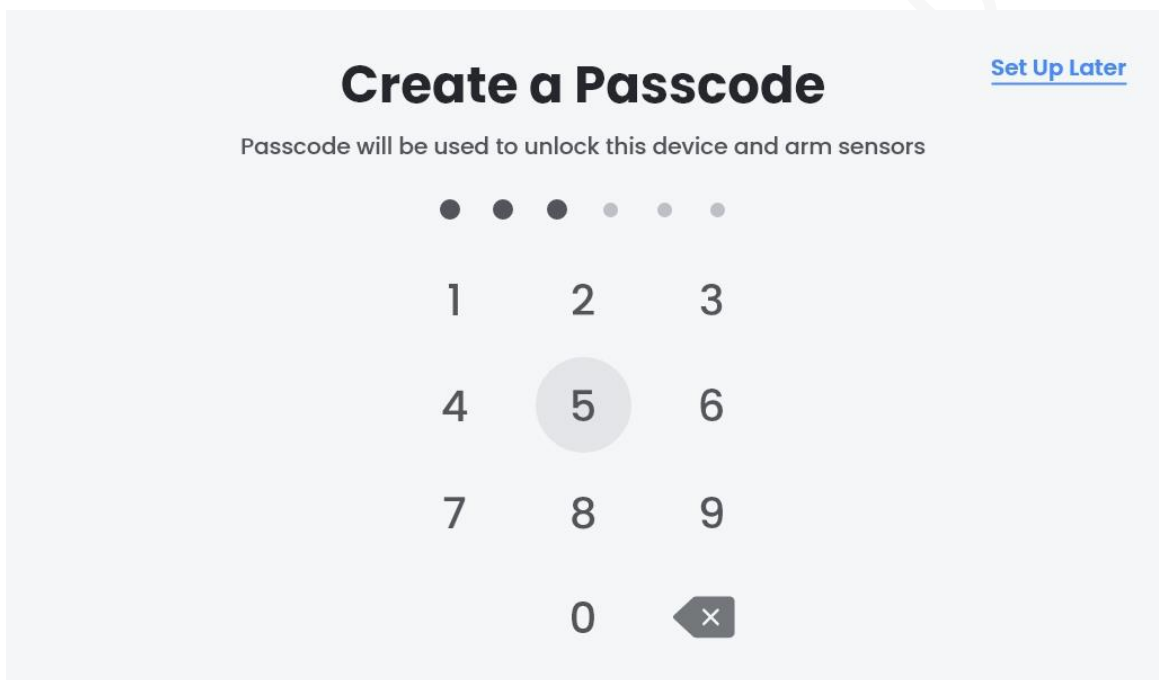 Create a Passcode
Set Up Later
Passcode will be used to unlock this device and arm sensors
1 2 3
4 5 6
7 8 9
0